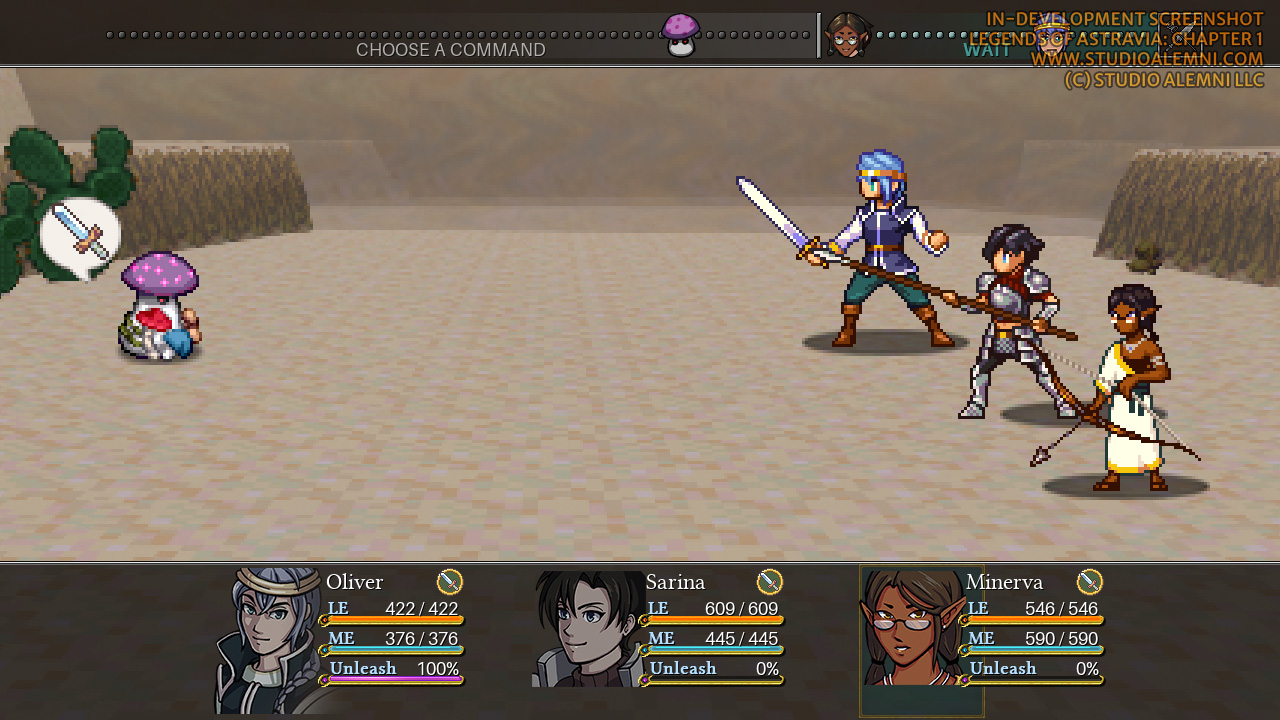 IN-DEVELOPMENT SCREENSHOT
LEGENDS OF ASTRAVIA: CHAPTER 1
WWW.STUDIOALEMNI.COM
(C) STUDIO ALEMNI LLC
CHOOSE A COMMAND
WAIT
Oliver
LE 422 / 422
ME 376 / 376
Unleash 100%
Sarina
LE 609 / 609
ME 445 / 445
Unleash 0%
Minerva
LE 546 / 546
ME 590 / 590
Unleash 0%